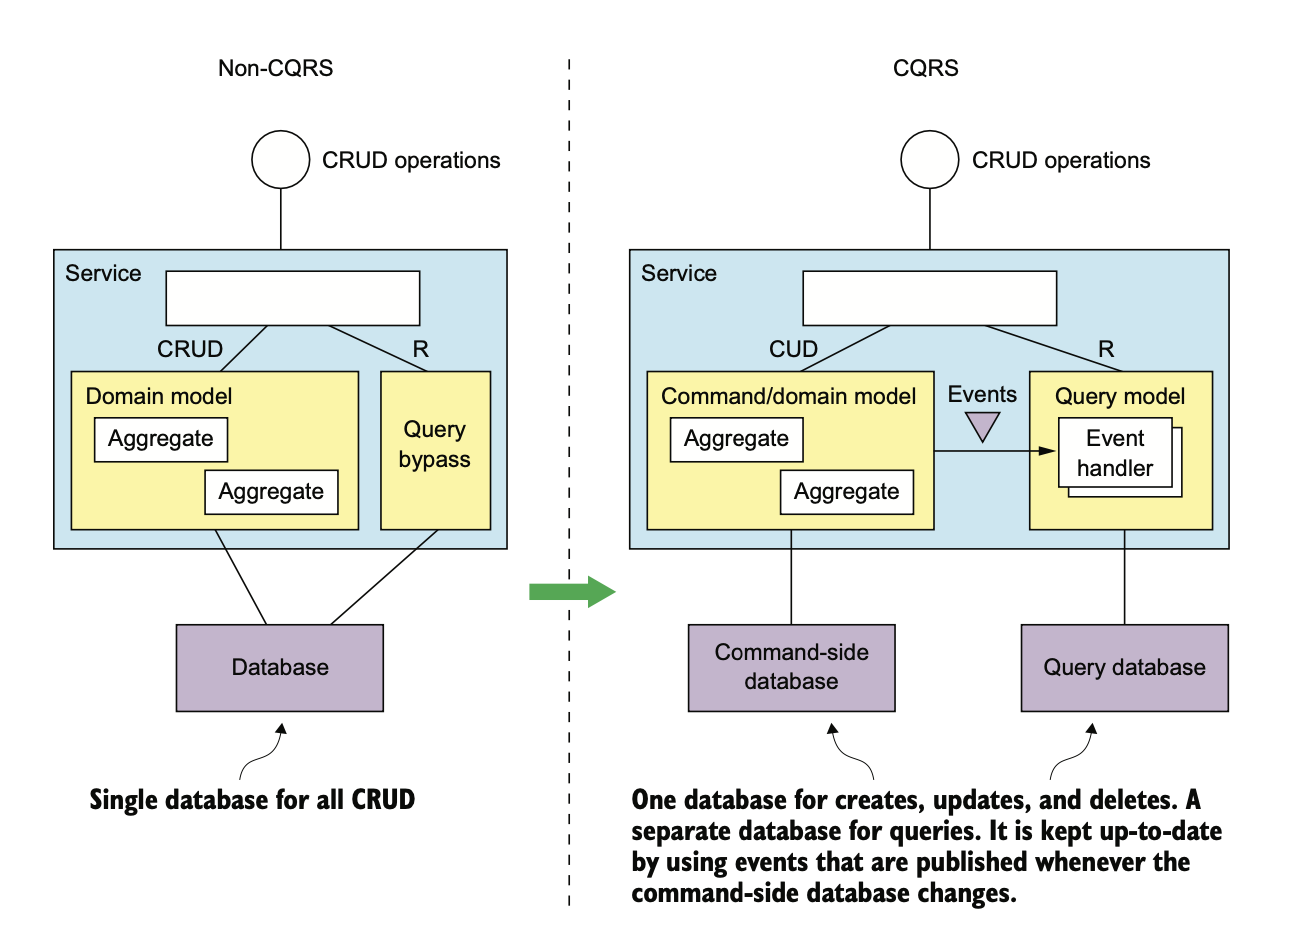 Non-CQRS
CRUD operations
Service
CRUD
R
Domain model
Aggregate
Aggregate
Query
bypass
Database
Single database for all CRUD
CQRS
CRUD operations
Service
CUD
R
Command/domain model
Aggregate
Aggregate
Events
Query model
Event
handler
Command-side
database
Query database
One database for creates, updates, and deletes. A
separate database for queries. It is kept up-to-date
by using events that are published whenever the
command-side database changes.